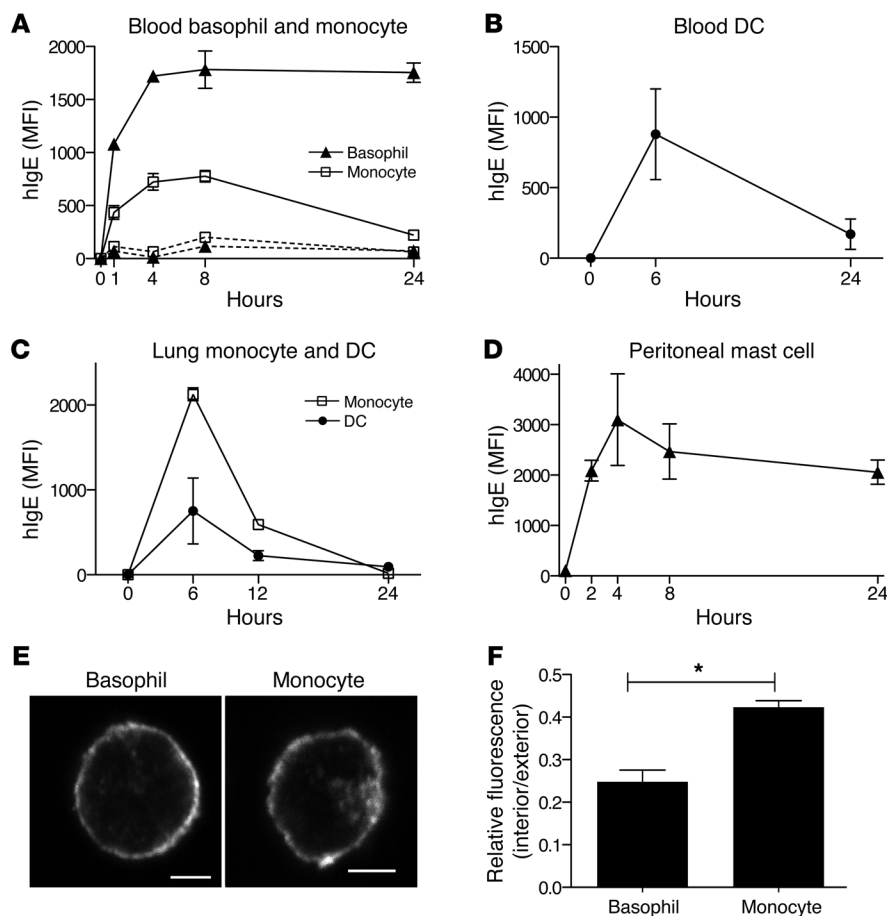 A
Blood basophil and monocyte
2000
1500
1000
500
0
hIgE (MFI)
Basophil
Monocyte
0 1 4 8 24
Hours
B
Blood DC
1500
1000
500
0
hIgE (MFI)
0 6 24
Hours
C
Lung monocyte and DC
2000
1000
0
hIgE (MFI)
Monocyte
DC
0 6 12 24
Hours
D
Peritoneal mast cell
4000
3000
2000
1000
0
hIgE (MFI)
0 2 4 8 24
Hours
E
Basophil Monocyte
F
0.5
0.4
0.3
0.2
0.1
0.0
Relative fluorescence
(interior/exterior)
*
Basophil Monocyte